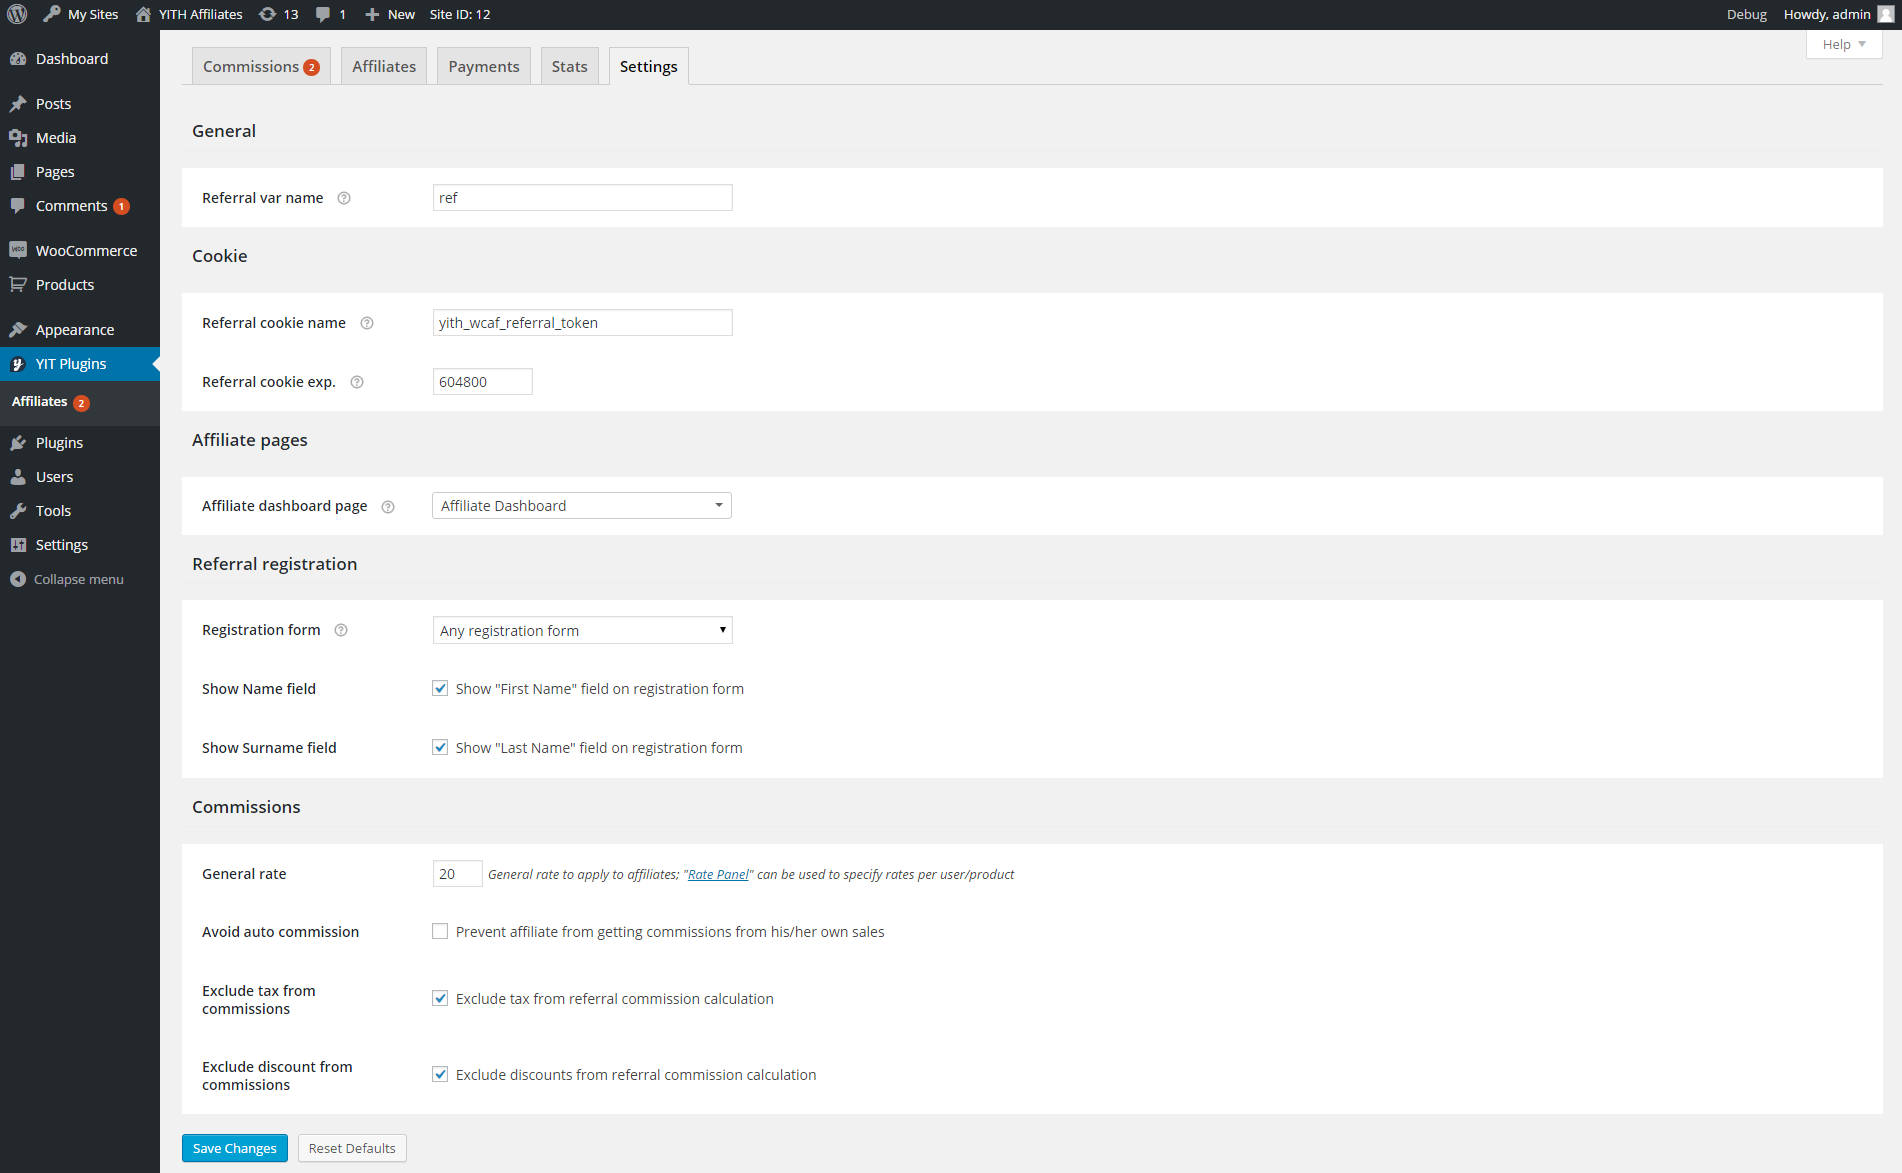 My Sites YITH Affiliates 13 1 New Site ID: 12 Debug Howdy, admin
Help
Dashboard
Posts
Media
Pages
Comments 1
WooCommerce
Products
Appearance
YIT Plugins
Affiliates 2
Plugins
Users
Tools
Settings
Collapse menu
Commissions 2 Affiliates Payments Stats Settings
General
Referral var name ? ref
Cookie
Referral cookie name ? yith_wcaf_referral_token
Referral cookie exp. ? 604800
Affiliate pages
Affiliate dashboard page ? Affiliate Dashboard
Referral registration
Registration form ? Any registration form
Show Name field Show "First Name" field on registration form
Show Surname field Show "Last Name" field on registration form
Commissions
General rate 20 General rate to apply to affiliates; "Rate Panel" can be used to specify rates per user/product
Avoid auto commission Prevent affiliate from getting commissions from his/her own sales
Exclude tax from
commissions
Exclude tax from referral commission calculation
Exclude discount from
commissions
Exclude discounts from referral commission calculation
Save Changes Reset Defaults